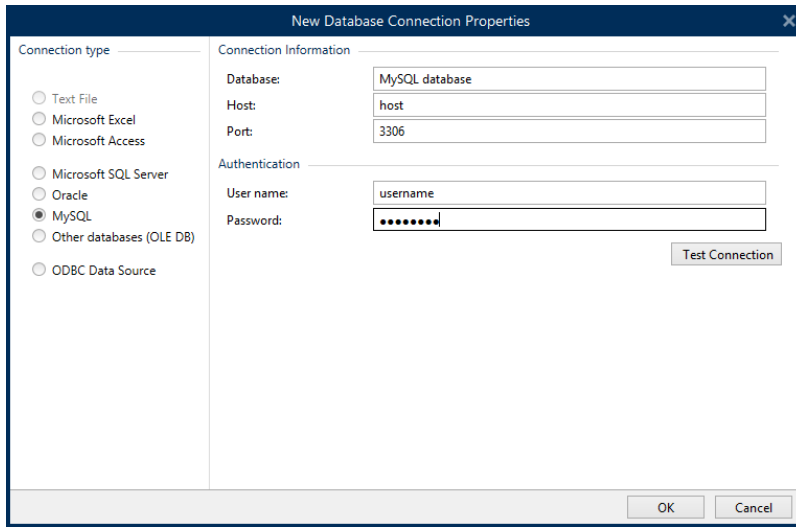 New Database Connection Properties
Connection type
Text File
Microsoft Excel
Microsoft Access
Microsoft SQL Server
Oracle
MySQL
Other databases (OLE DB)
ODBC Data Source
Connection Information
Database: MySQL database
Host: host
Port: 3306
Authentication
User name: username
Password: ●●●●●●●●
Test Connection
OK Cancel